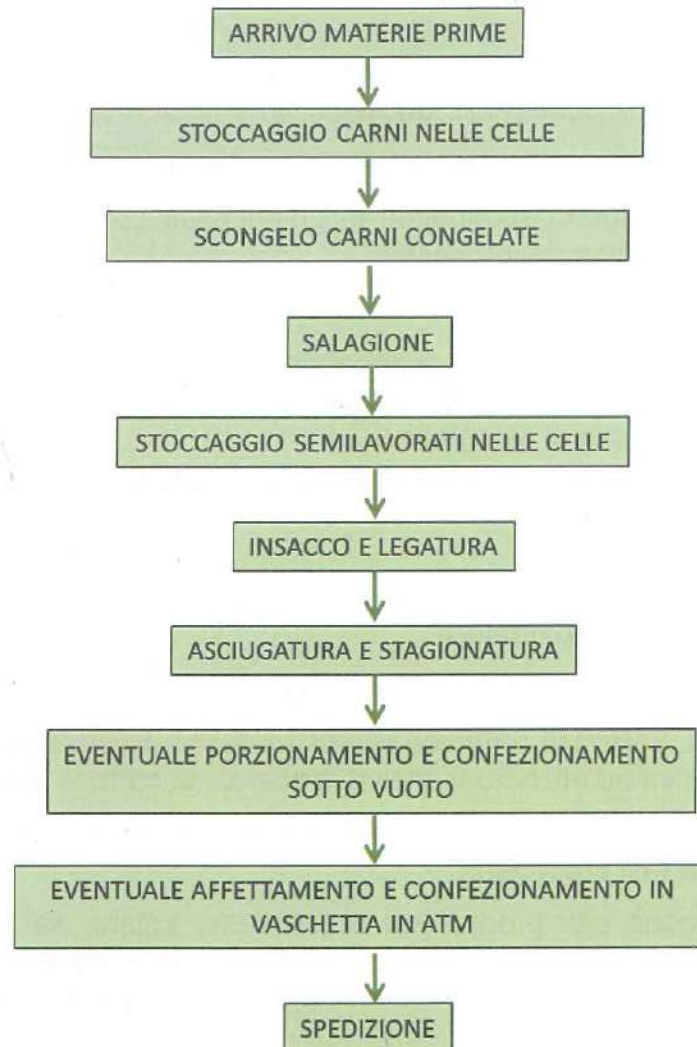 ARRIVO MATERIE PRIME
STOCCAGGIO CARNI NELLE CELLE
SCONGELO CARNI CONGELATE
SALAGIONE
STOCCAGGIO SEMILAVORATI NELLE CELLE
INSACCO E LEGATURA
ASCIUGATURA E STAGIONATURA
EVENTUALE PORZIONAMENTO E CONFEZIONAMENTO
SOTTO VUOTO
EVENTUALE AFFETTAMENTO E CONFEZIONAMENTO IN
VASCHETTA IN ATM
SPEDIZIONE